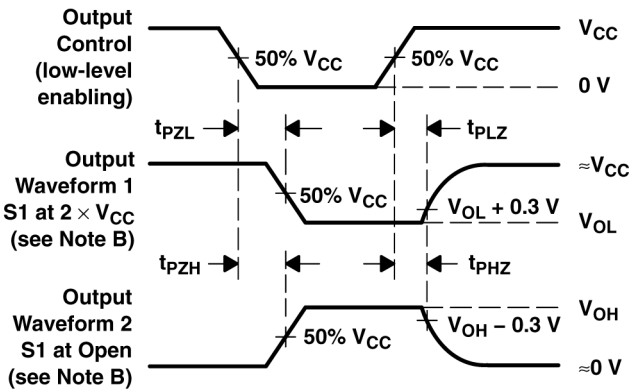 Output
Control
(low-level
enabling)
50% VCC
50% VCC
VCC
0 V
tPZL
tPLZ
Output
Waveform 1
S1 at 2 × VCC
(see Note B)
50% VCC
VOL + 0.3 V
≈VCC
VOL
tPZH
tPHZ
Output
Waveform 2
S1 at Open
(see Note B)
50% VCC
VOH − 0.3 V
VOH
≈0 V